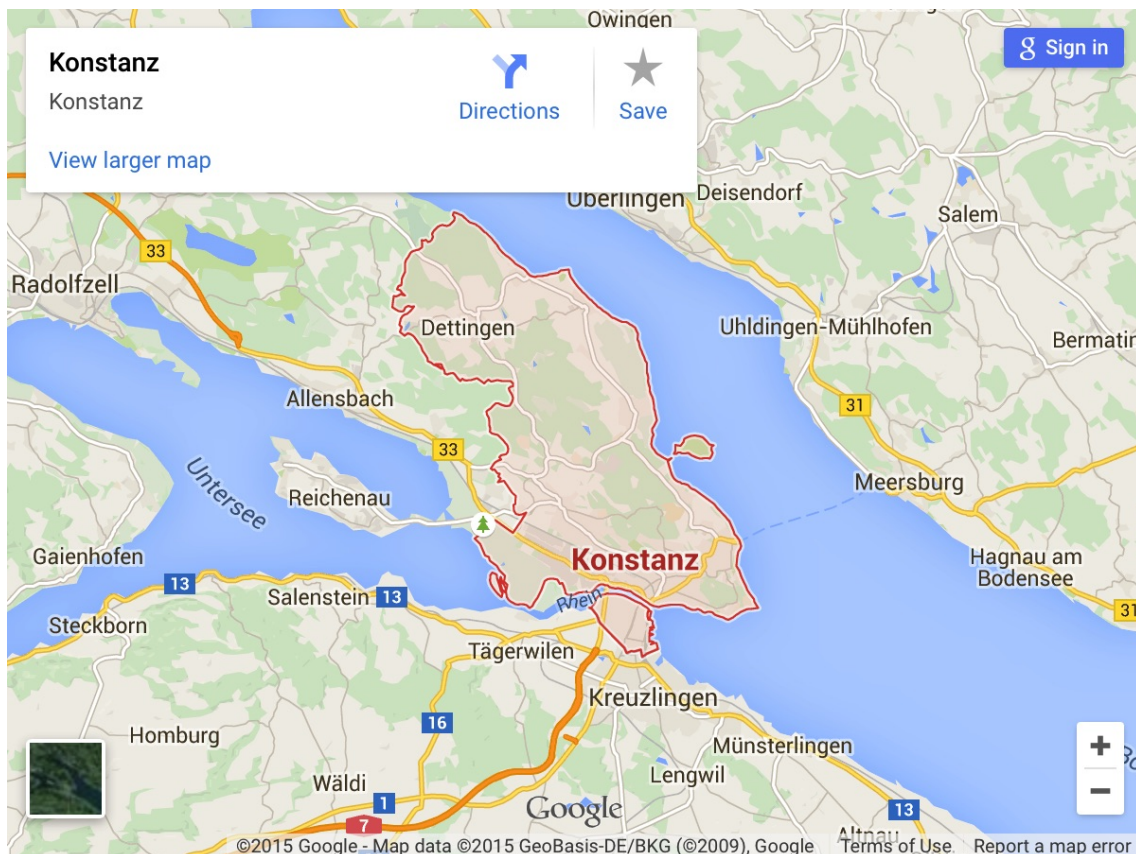 Owingen
Konstanz
Konstanz
Directions
Save
View larger map
Sign in
Überlingen
Deisendorf
Salem
33
Radolfzell
Dettingen
Uhldingen-Mühlhofen
Allensbach
31
33
Meersburg
Untersee
Reichenau
Gaienhofen
Konstanz
Hagnau am
Bodensee
13
Salenstein
13
Rhein
31
Steckborn
Tägerwilen
Kreuzlingen
16
Homburg
Münsterlingen
Lengwil
Wäldi
1
7
Google
13
Altnau
©2015 Google - Map data ©2015 GeoBasis-DE/BKG (©2009), Google
Terms of Use
Report a map error